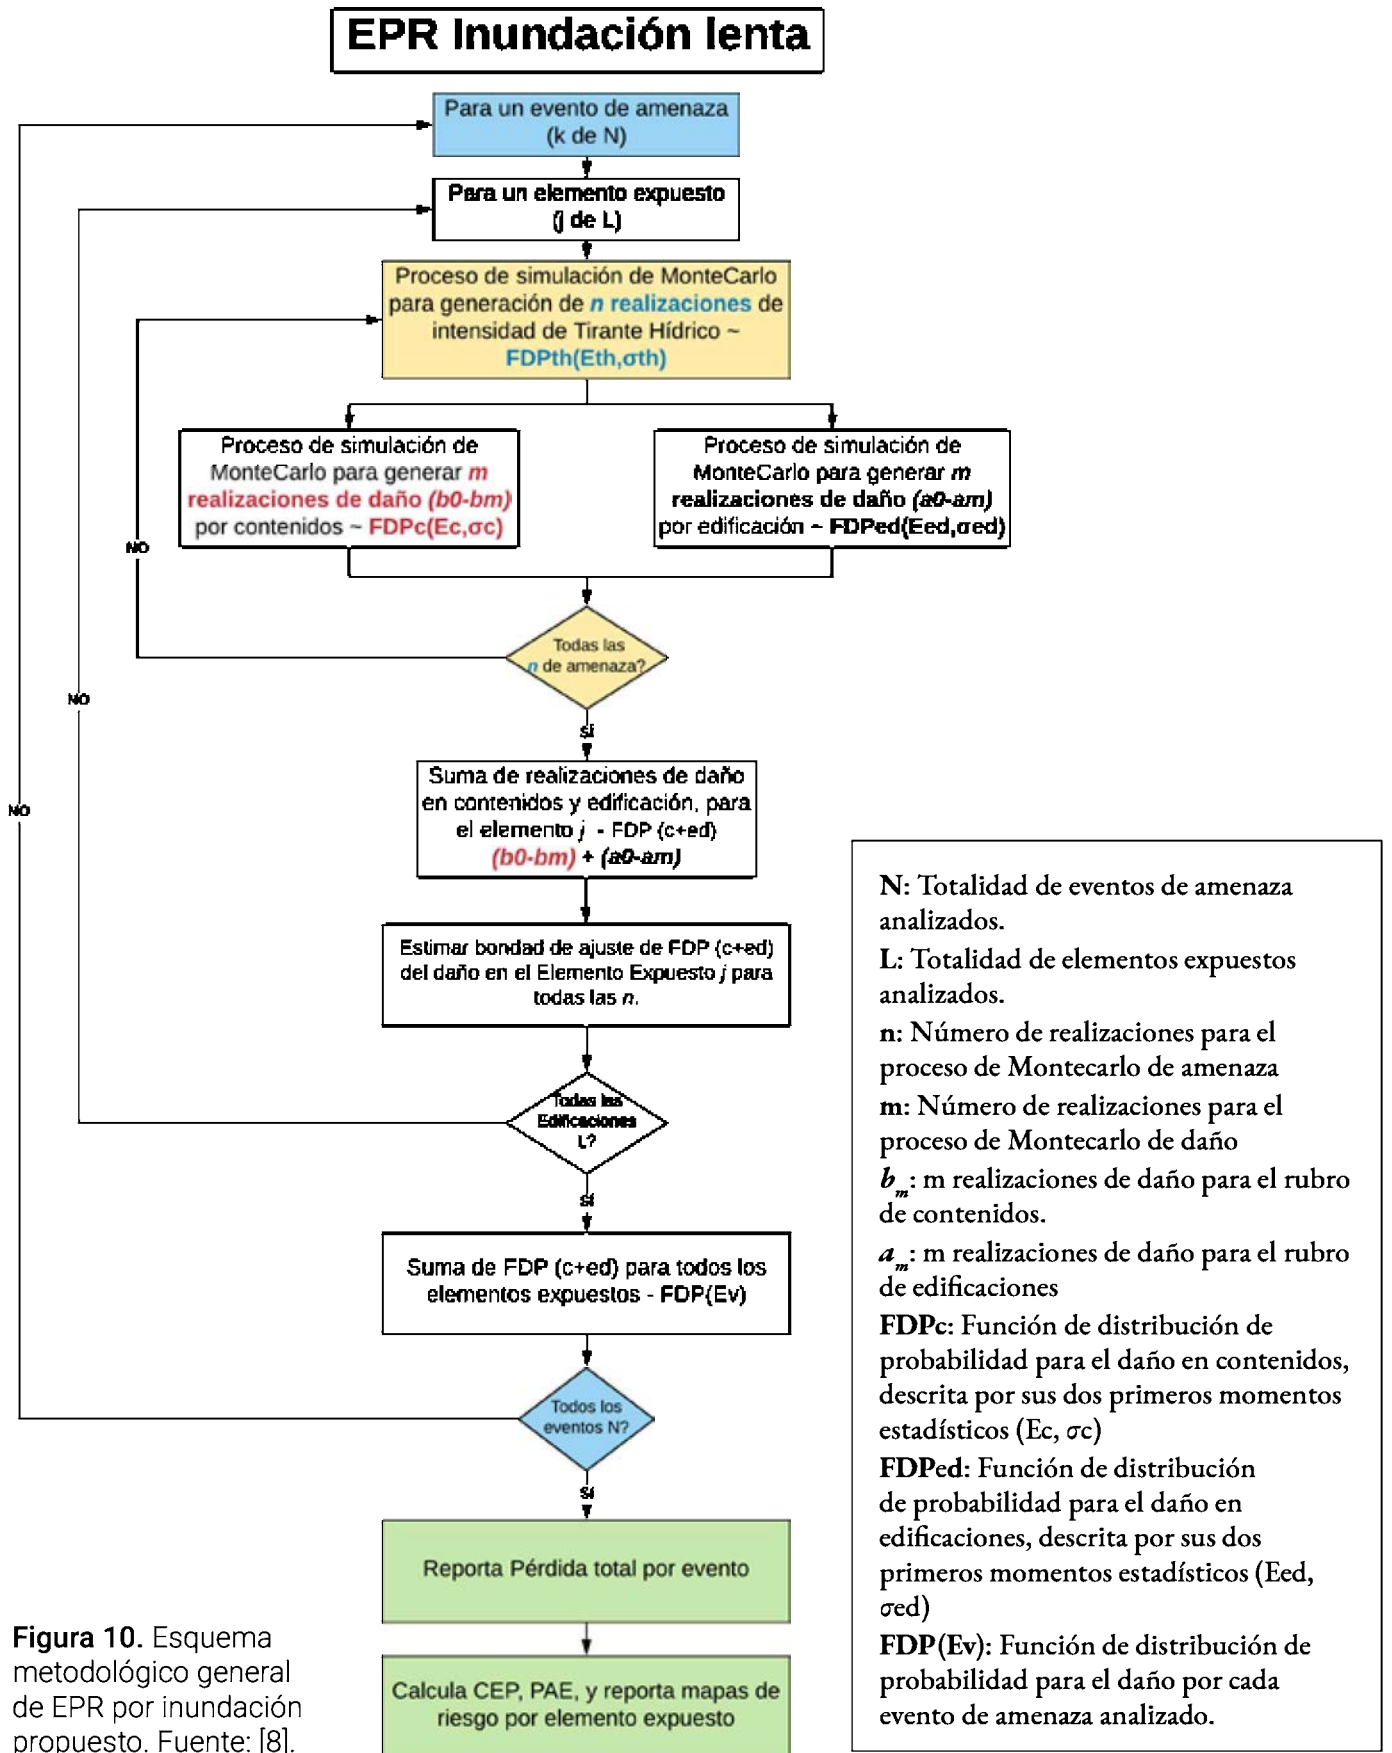 EPR Inundación lenta
Para un evento de amenaza
(k de N)
Para un elemento expuesto
(j de L)
Proceso de simulación de MonteCarlo
para generación de n realizaciones de
intensidad de Tirante Hídrico ~
FDPth(Eth,σth)
Proceso de simulación de
MonteCarlo para generar m
realizaciones de daño (b0-bm)
por contenidos ~ FDPc(Ec,σc)
Proceso de simulación de
MonteCarlo para generar m
realizaciones de daño (a0-am)
por edificación ~ FDPed(Eed,σed)
NO
Todas las
n de amenaza?
NO
SI
Suma de realizaciones de daño
en contenidos y edificación, para
el elemento j - FDP (c+ed)
(b0-bm) + (a0-am)
NO
Estimar bondad de ajuste de FDP (c+ed)
del daño en el Elemento Expuesto j para
todas las n.
Todas las
Edificaciones
L?
SI
Suma de FDP (c+ed) para todos los
elementos expuestos - FDP(Ev)
Todos los
eventos N?
SI
Reporta Pérdida total por evento
Calcula CEP, PAE, y reporta mapas de
riesgo por elemento expuesto
N: Totalidad de eventos de amenaza
analizados.
L: Totalidad de elementos expuestos
analizados.
n: Número de realizaciones para el
proceso de Montecarlo de amenaza
m: Número de realizaciones para el
proceso de Montecarlo de daño
bm: m realizaciones de daño para el rubro
de contenidos.
am: m realizaciones de daño para el rubro
de edificaciones
FDPc: Función de distribución de
probabilidad para el daño en contenidos,
descrita por sus dos primeros momentos
estadísticos (Ec, σc)
FDPed: Función de distribución
de probabilidad para el daño en
edificaciones, descrita por sus dos
primeros momentos estadísticos (Eed,
σed)
FDP(Ev): Función de distribución de
probabilidad para el daño por cada
evento de amenaza analizado.
Figura 10. Esquema
metodológico general
de EPR por inundación
propuesto. Fuente: [8].